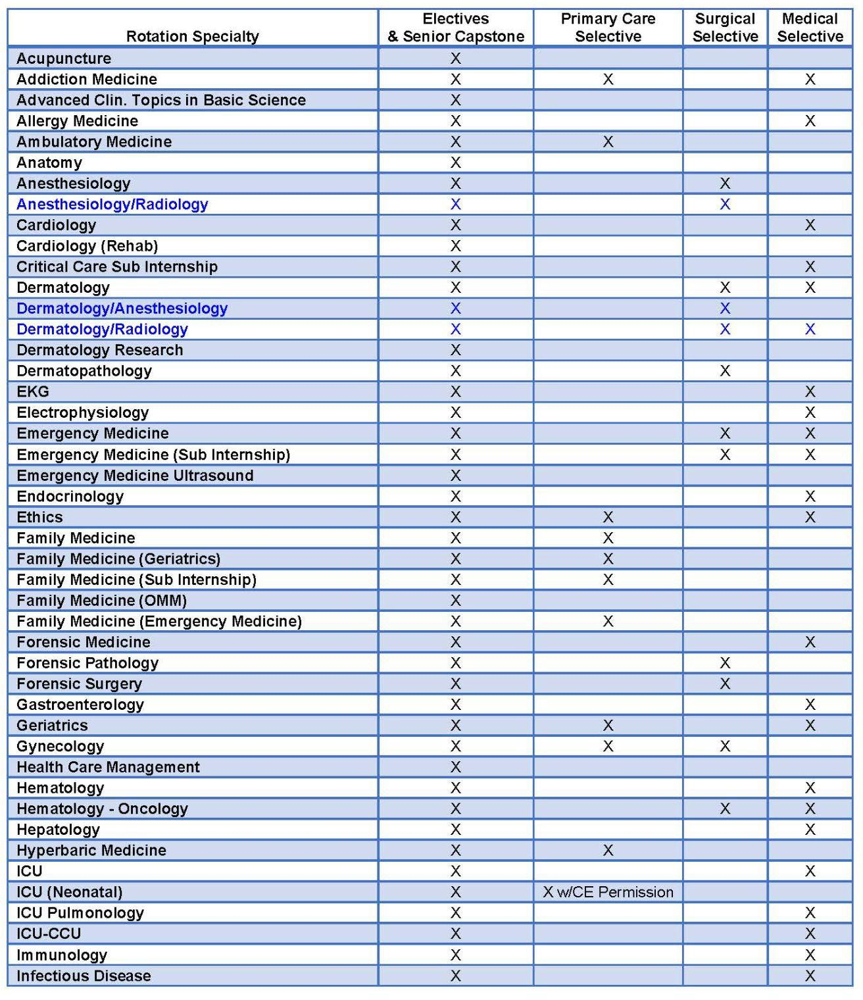 Rotation Specialty Electives & Senior Capstone Primary Care Selective Surgical Selective Medical Selective
Acupuncture X
Addiction Medicine X X X
Advanced Clin. Topics in Basic Science X
Allergy Medicine X X
Ambulatory Medicine X X
Anatomy X
Anesthesiology X X
Anesthesiology/Radiology X X
Cardiology X X
Cardiology (Rehab) X
Critical Care Sub Internship X X
Dermatology X X X
Dermatology/Anesthesiology X X
Dermatology/Radiology X X X
Dermatology Research X
Dermatopathology X X
EKG X X
Electrophysiology X X
Emergency Medicine X X X
Emergency Medicine (Sub Internship) X X X
Emergency Medicine Ultrasound X
Endocrinology X X
Ethics X X X
Family Medicine X X
Family Medicine (Geriatrics) X X
Family Medicine (Sub Internship) X X
Family Medicine (OMM) X
Family Medicine (Emergency Medicine) X X
Forensic Medicine X X
Forensic Pathology X X
Forensic Surgery X X
Gastroenterology X X
Geriatrics X X X
Gynecology X X X
Health Care Management X
Hematology X X
Hematology - Oncology X X X
Hepatology X X
Hyperbaric Medicine X X
ICU X X
ICU (Neonatal) X X w/CE Permission
ICU Pulmonology X X
ICU-CCU X X
Immunology X X
Infectious Disease X X